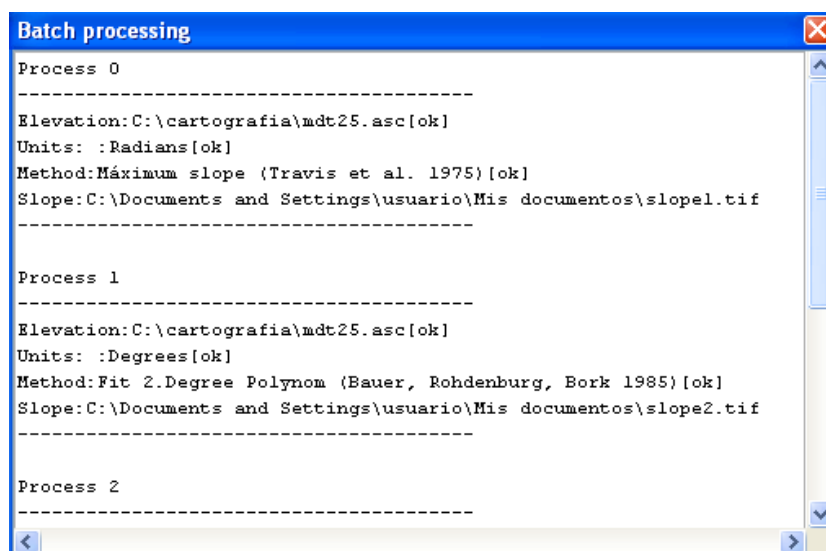 Batch processing
Process 0
----------------------------------------
Elevation:C:\cartografia\mdt25.asc[ok]
Units: :Radians[ok]
Method:Máximum slope (Travis et al. 1975)[ok]
Slope:C:\Documents and Settings\usuario\Mis documentos\slope1.tif
----------------------------------------
Process 1
----------------------------------------
Elevation:C:\cartografia\mdt25.asc[ok]
Units: :Degrees[ok]
Method:Fit 2.Degree Polynom (Bauer, Rohdenburg, Bork 1985)[ok]
Slope:C:\Documents and Settings\usuario\Mis documentos\slope2.tif
----------------------------------------
Process 2
----------------------------------------